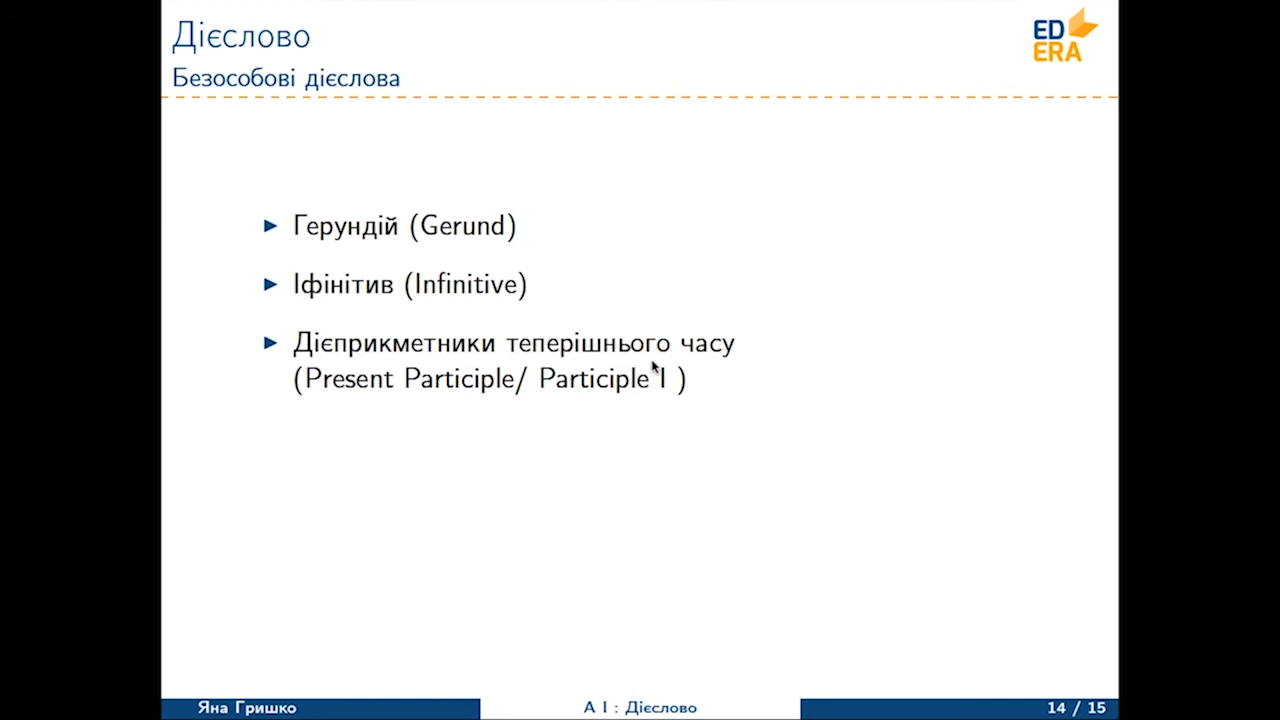 Дієслово
Безособові дієслова
ED
ERA
Герундій (Gerund)
Іфінітив (Infinitive)
Дієприкметники теперішнього часу
(Present Participle/ Participle I )
Яна Гришко
А І : Дієслово
14 / 15